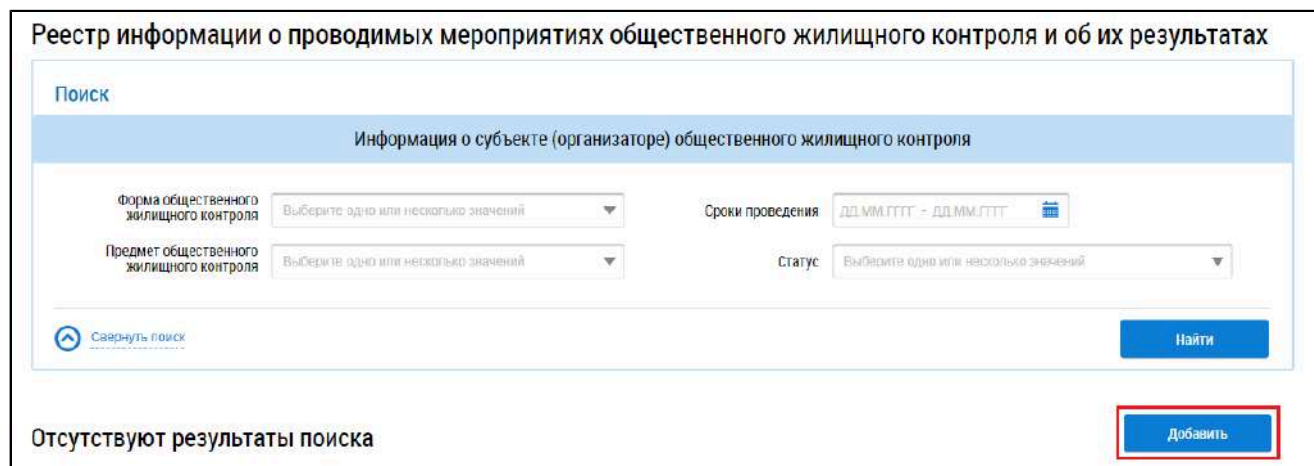 Реестр информации о проводимых мероприятиях общественного жилищного контроля и об их результатах
Поиск
Информация о субъекте (организаторе) общественного жилищного контроля
Форма общественного
жилищного контроля
Выберите одно или несколько значений
Сроки проведения
ДД.ММ.ГГГГ - ДД.ММ.ГГГГ
Предмет общественного
жилищного контроля
Выберите одно или несколько значений
Статус
Выберите одно или несколько значений
Свернуть поиск
Найти
Отсутствуют результаты поиска
Добавить